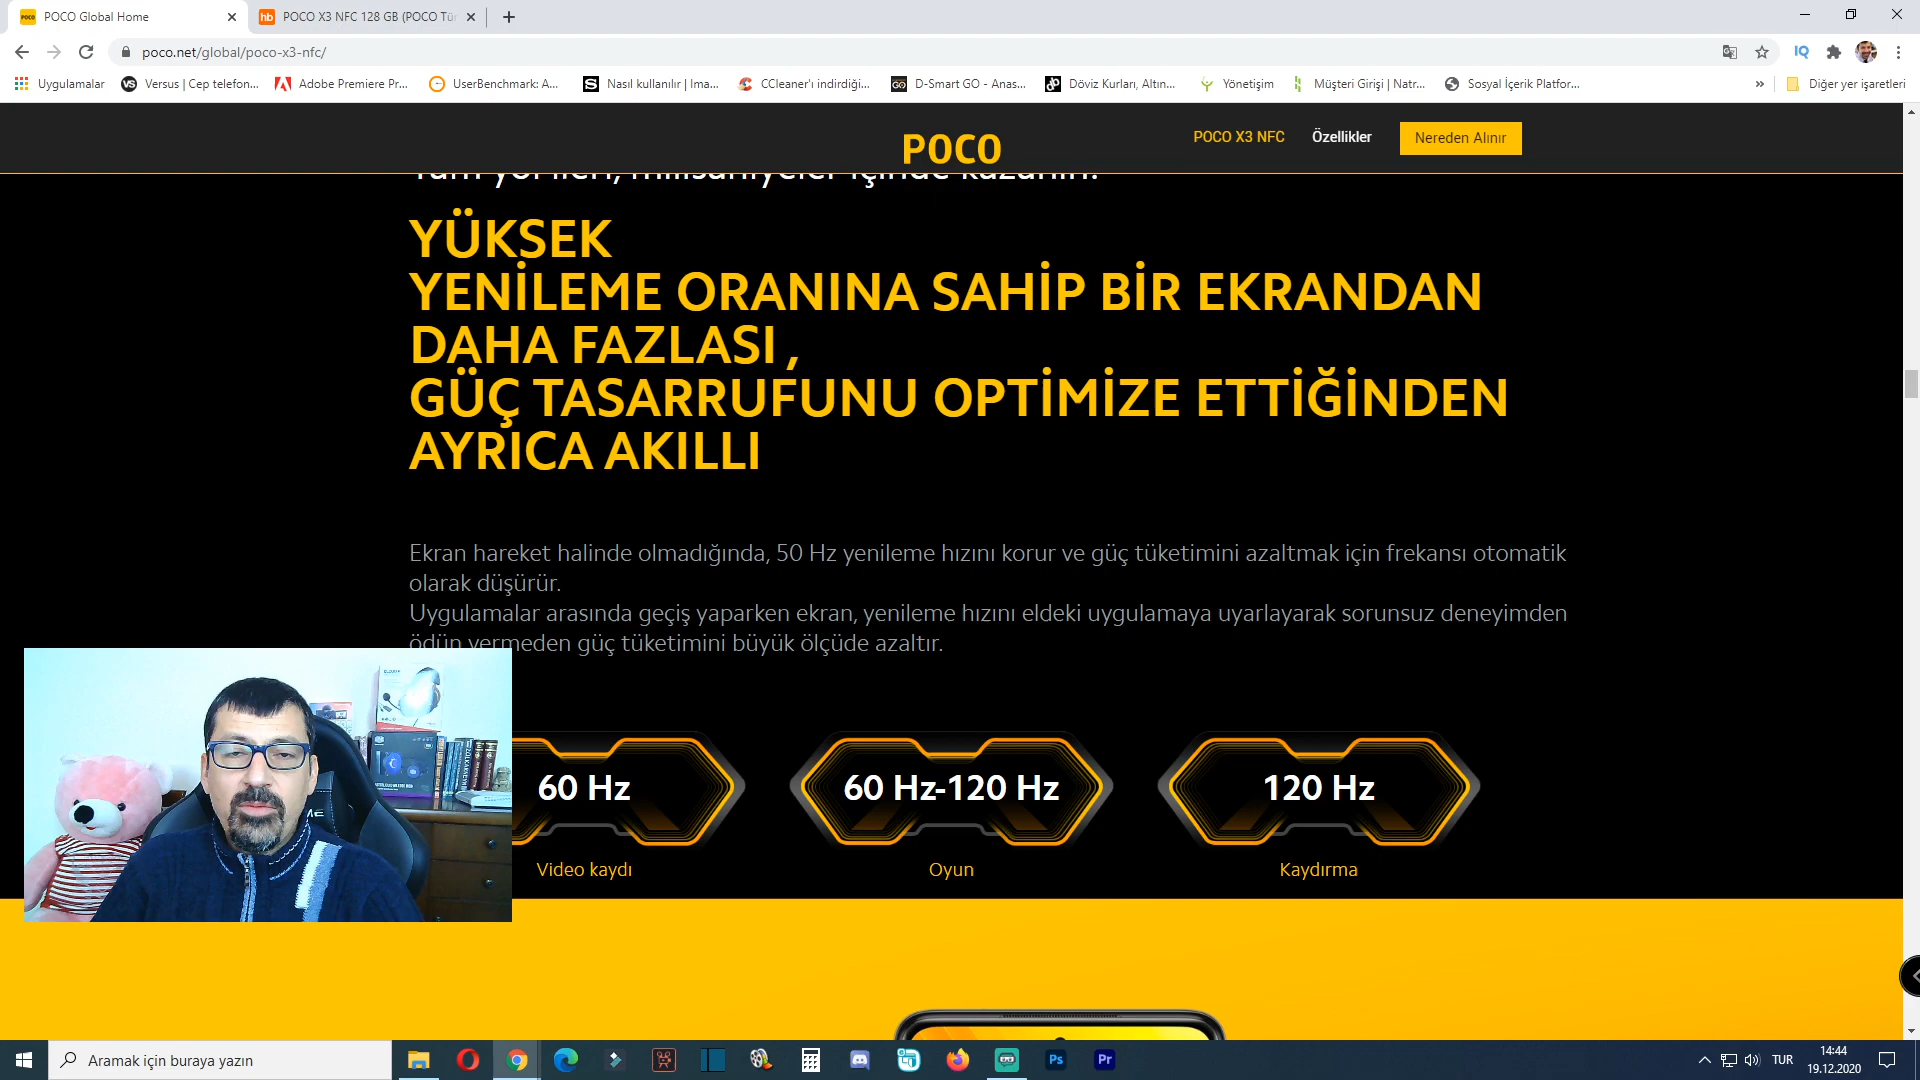 POCO Global Home
POCO X3 NFC 128 GB (POCO Tür
poco.net/global/poco-x3-nfc/
Uygulamalar
Versus | Cep telefon...
Adobe Premiere Pr...
UserBenchmark: A...
Nasıl kullanılır | Ima...
CCleaner'ı indirdiği...
D-Smart GO - Anas...
Döviz Kurları, Altın...
Yönetişim
Müşteri Girişi | Natr...
Sosyal İçerik Platfor...
»
Diğer yer işaretleri
POCO
POCO X3 NFC
Özellikler
Nereden Alınır
YÜKSEK
YENİLEME ORANINA SAHİP BİR EKRANDAN
DAHA FAZLASI ,
GÜÇ TASARRUFUNU OPTİMİZE ETTİĞİNDEN
AYRICA AKILLI
Ekran hareket halinde olmadığında, 50 Hz yenileme hızını korur ve güç tüketimini azaltmak için frekansı otomatik
olarak düşürür.
Uygulamalar arasında geçiş yaparken ekran, yenileme hızını eldeki uygulamaya uyarlayarak sorunsuz deneyimden
ödün vermeden güç tüketimini büyük ölçüde azaltır.
60 Hz
60 Hz-120 Hz
120 Hz
Video kaydı
Oyun
Kaydırma
Aramak için buraya yazın
Ps
Pr
TUR
14:44
19.12.2020